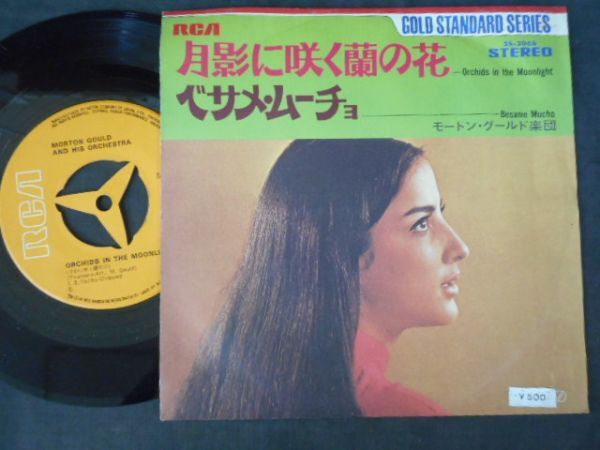 RCA
GOLD STANDARD SERIES
SS-2066
STEREO
月影に咲く蘭の花
—Orchids in the Moonlight
ベサメ・ムーチョ
Besame Mucho
モートン・グールド楽団
¥500
RCA
MORTON GOULD
AND HIS ORCHESTRA
ORCHIDS IN THE MOONLI